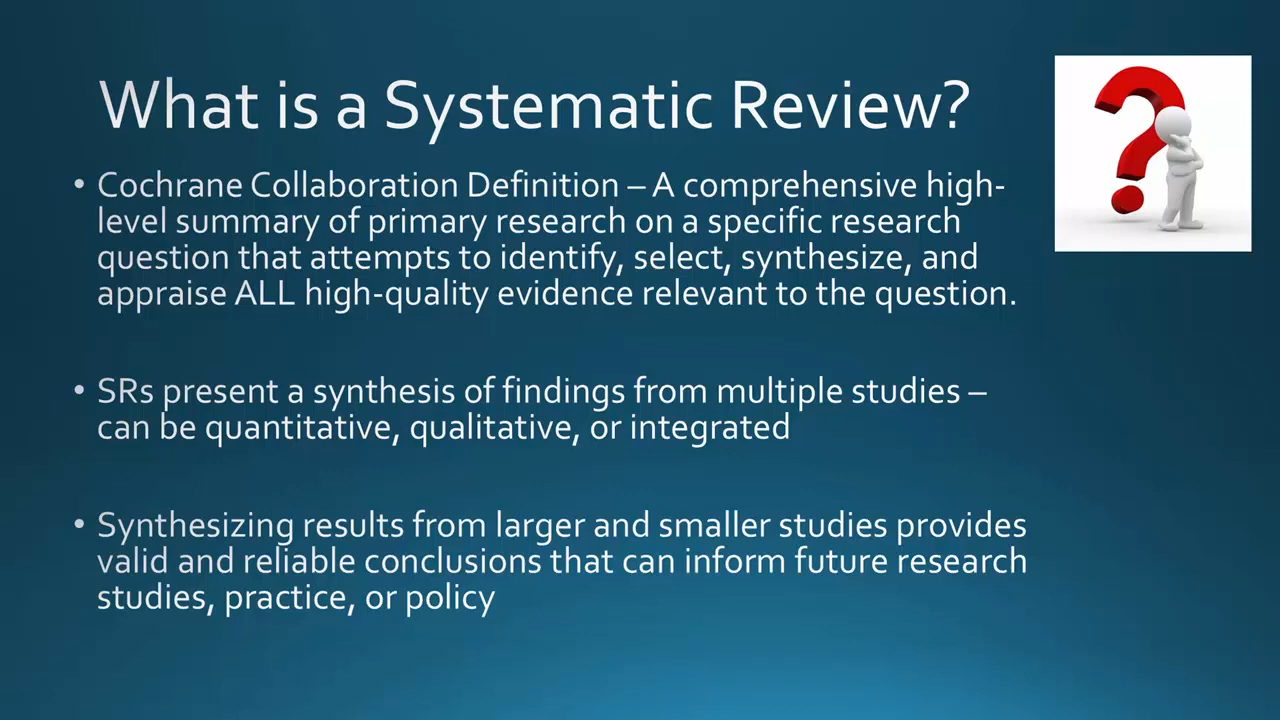 What is a Systematic Review?
• Cochrane Collaboration Definition – A comprehensive high-
level summary of primary research on a specific research
question that attempts to identify, select, synthesize, and
appraise ALL high-quality evidence relevant to the question.
• SRs present a synthesis of findings from multiple studies –
can be quantitative, qualitative, or integrated
• Synthesizing results from larger and smaller studies provides
valid and reliable conclusions that can inform future research
studies, practice, or policy